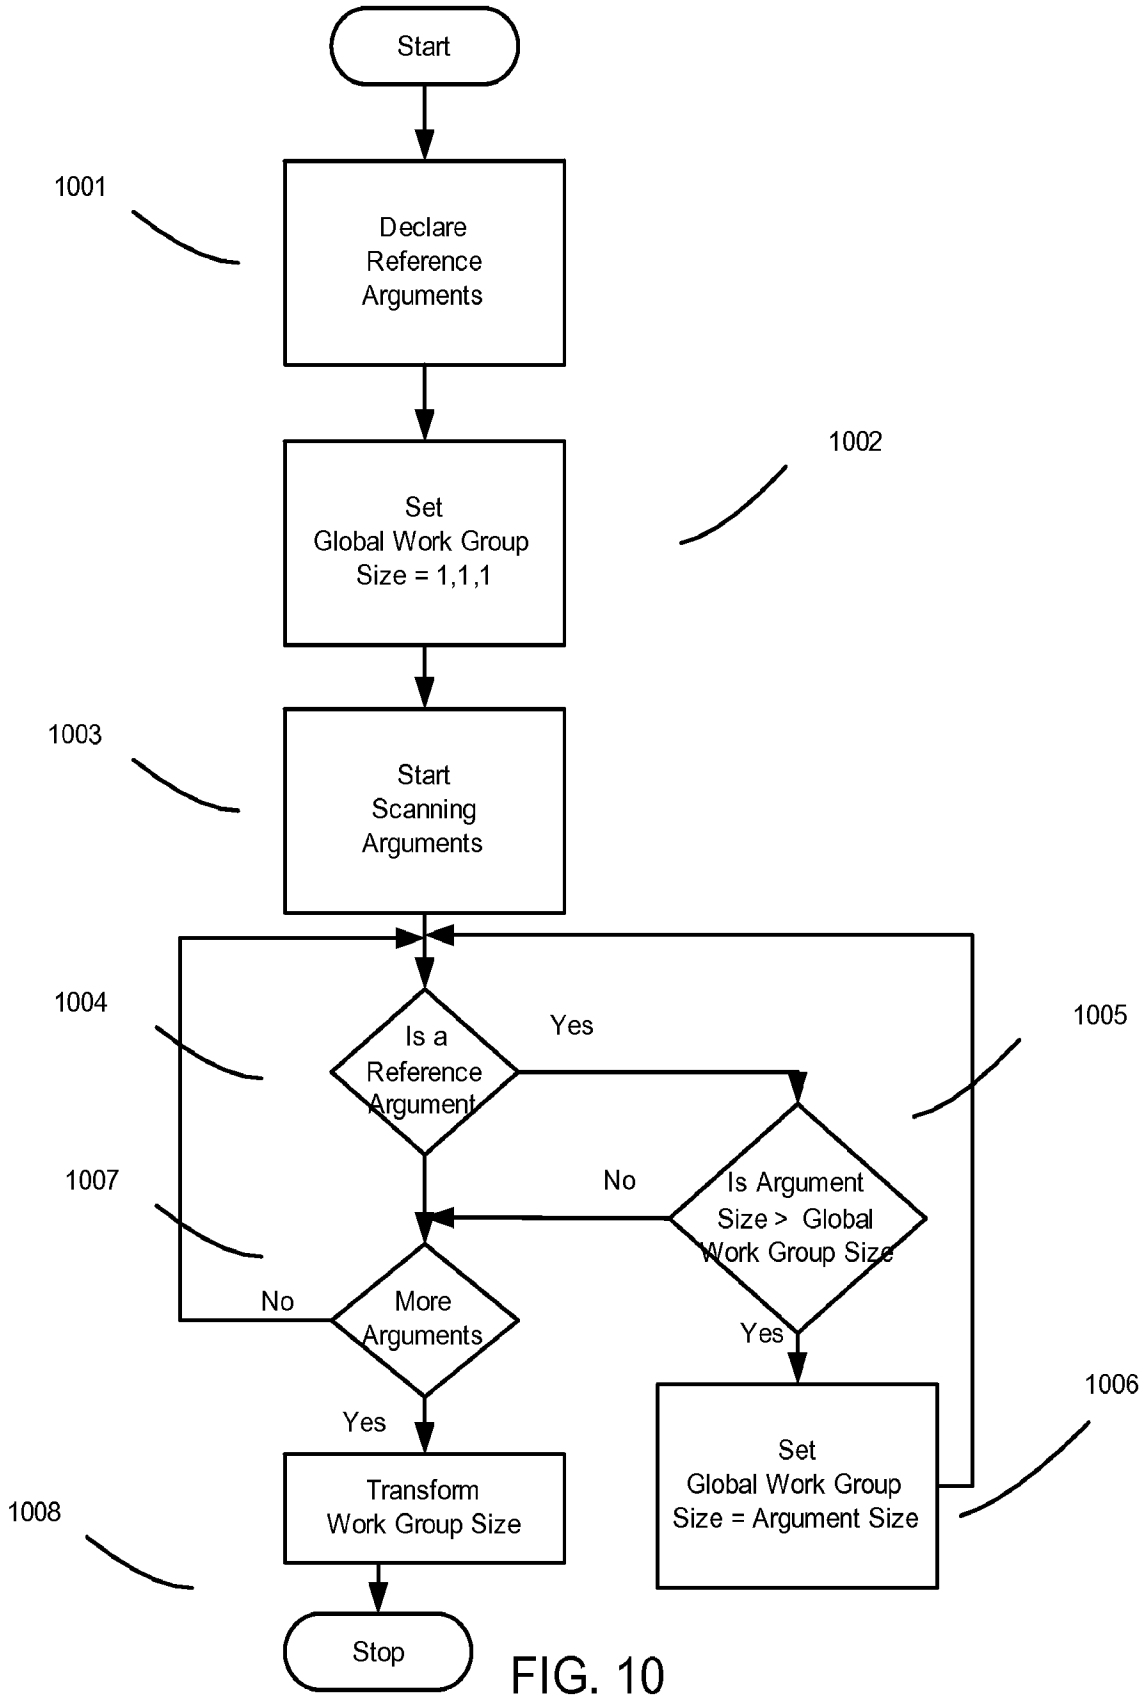 Start
1001
Declare
Reference
Arguments
1002
Set
Global Work Group
Size = 1,1,1
1003
Start
Scanning
Arguments
1004
Is a
Reference
Argument
Yes
1005
Is Argument
Size > Global
Work Group Size
No
1007
More
Arguments
No
Yes
Yes
1006
Set
Global Work Group
Size = Argument Size
Transform
Work Group Size
1008
Stop
FIG. 10